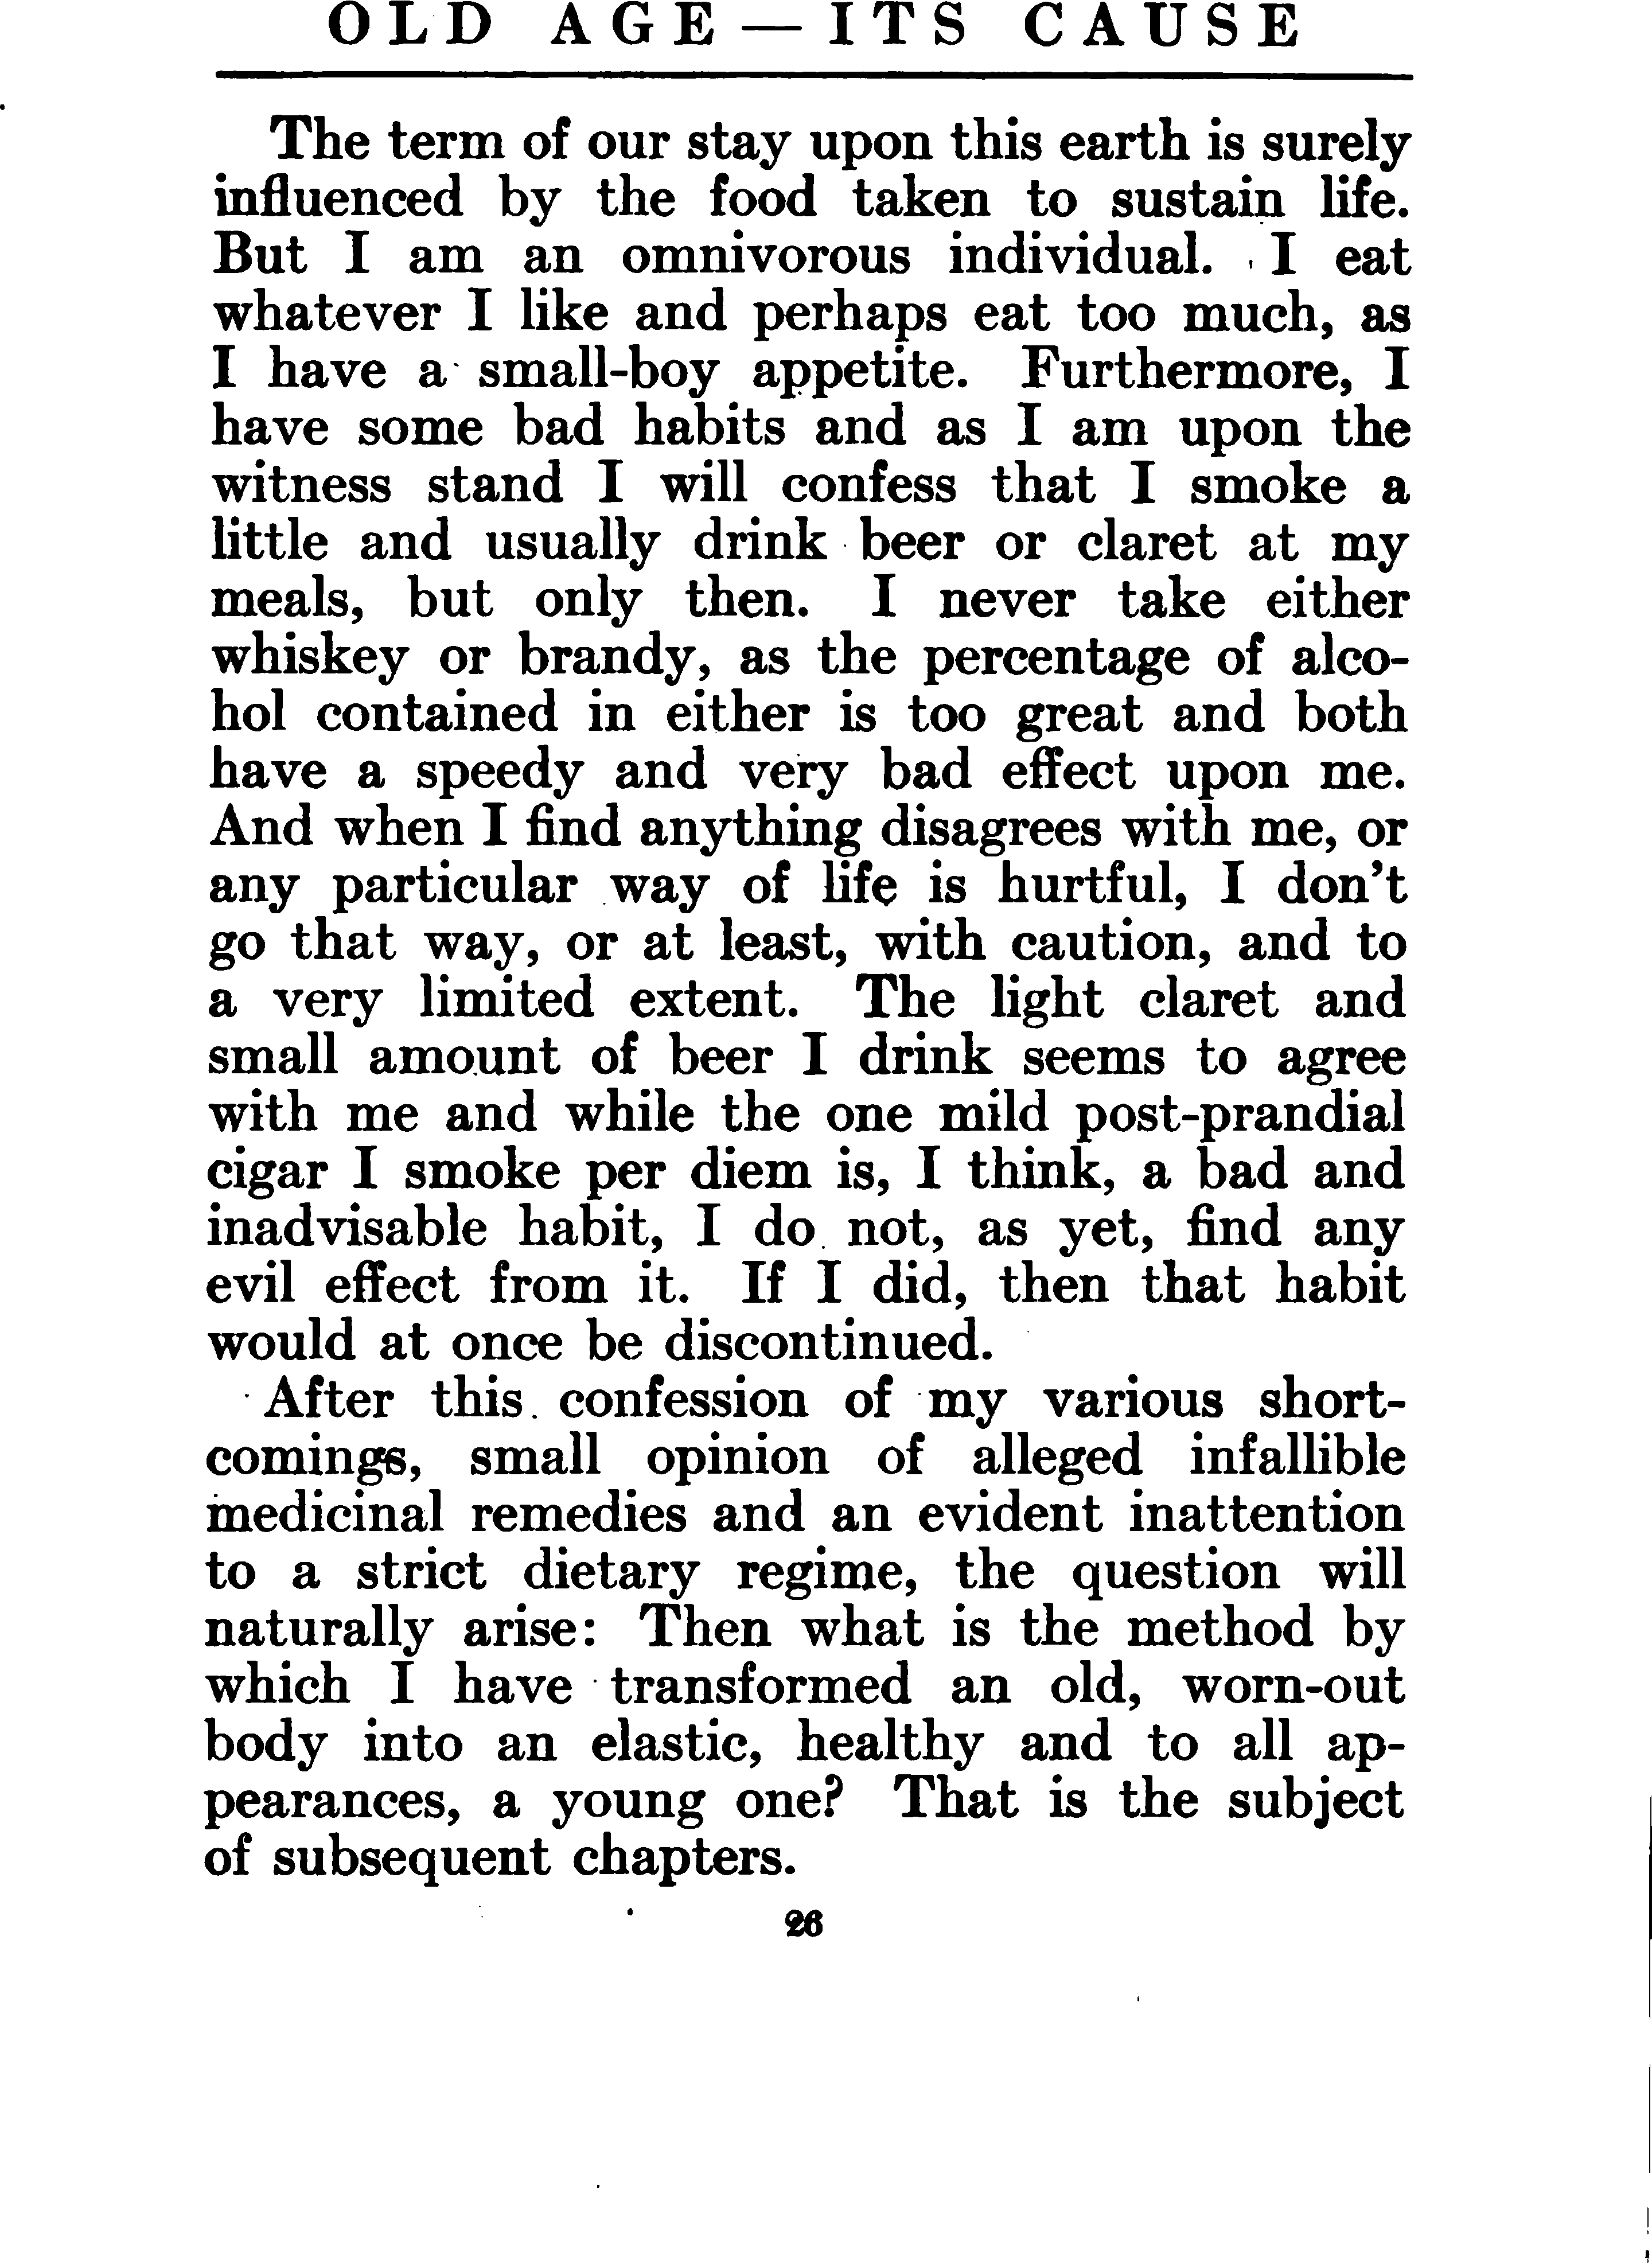 OLD AGE — ITS CAUSE
The term of our stay upon this earth is surely
influenced by the food taken to sustain life.
But I am an omnivorous individual. I eat
whatever I like and perhaps eat too much, as
I have a small-boy appetite. Furthermore, I
have some bad habits and as I am upon the
witness stand I will confess that I smoke a
little and usually drink beer or claret at my
meals, but only then. I never take either
whiskey or brandy, as the percentage of alco-
hol contained in either is too great and both
have a speedy and very bad effect upon me.
And when I find anything disagrees with me, or
any particular way of life is hurtful, I don't
go that way, or at least, with caution, and to
a very limited extent. The light claret and
small amount of beer I drink seems to agree
with me and while the one mild post-prandial
cigar I smoke per diem is, I think, a bad and
inadvisable habit, I do not, as yet, find any
evil effect from it. If I did, then that habit
would at once be discontinued.
After this confession of my various short-
comings, small opinion of alleged infallible
medicinal remedies and an evident inattention
to a strict dietary regime, the question will
naturally arise: Then what is the method by
which I have transformed an old, worn-out
body into an elastic, healthy and to all ap-
pearances, a young one? That is the subject
of subsequent chapters.
26